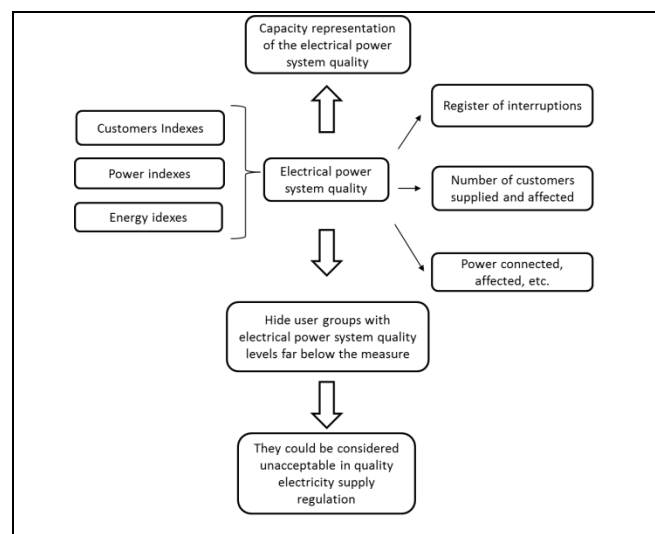 Capacity representation
of the electrical power
system quality
Customers Indexes
Power indexes
Energy idexes
Electrical power
system quality
Register of interruptions
Number of customers
supplied and affected
Power connected,
affected, etc.
Hide user groups with
electrical power system quality
levels far below the measure
They could be considered
unacceptable in quality
electricity supply
regulation